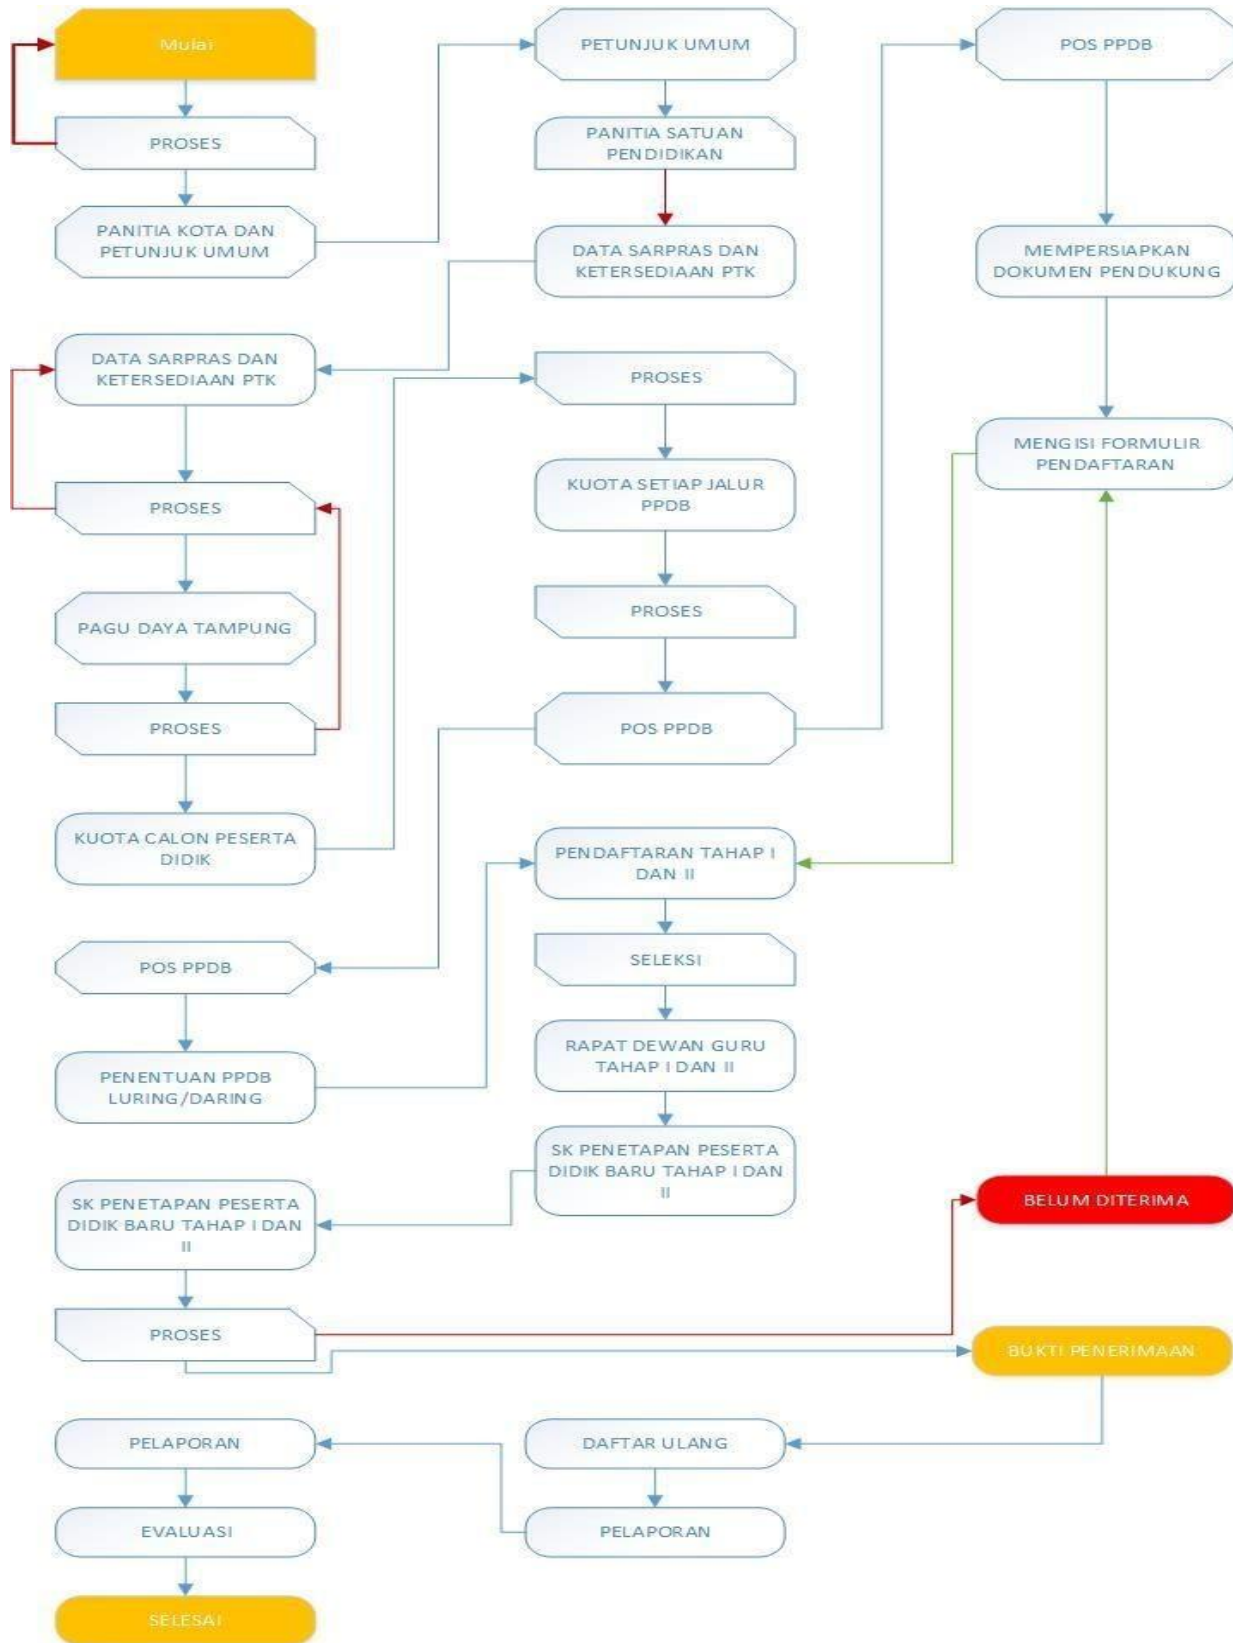 Mulai
PROSES
PANITIA KOTA DAN
PETUNJUK UMUM
PETUNJUK UMUM
PANITIA SATUAN
PENDIDIKAN
DATA SARPRAS DAN
KETERSEDIAAN PTK
DATA SARPRAS DAN
KETERSEDIAAN PTK
PROSES
PAGU DAYA TAMPUNG
PROSES
KUOTA CALON PESERTA
DIDIK
PROSES
KUOTA SETIAP JALUR
PPDB
PROSES
POS PPDB
POS PPDB
MEMPERSIAPKAN
DOKUMEN PENDUKUNG
MENGISI FORMULIR
PENDAFTARAN
POS PPDB
PENENTUAN PPDB
LURING/DARING
PENDAFTARAN TAHAP I
DAN II
SELEKSI
RAPAT DEWAN GURU
TAHAP I DAN II
SK PENETAPAN PESERTA
DIDIK BARU TAHAP I DAN
II
SK PENETAPAN PESERTA
DIDIK BARU TAHAP I DAN
II
PROSES
BELUM DITERIMA
BUKTI PENERIMAAN
DAFTAR ULANG
PELAPORAN
PELAPORAN
EVALUASI
SELESAI